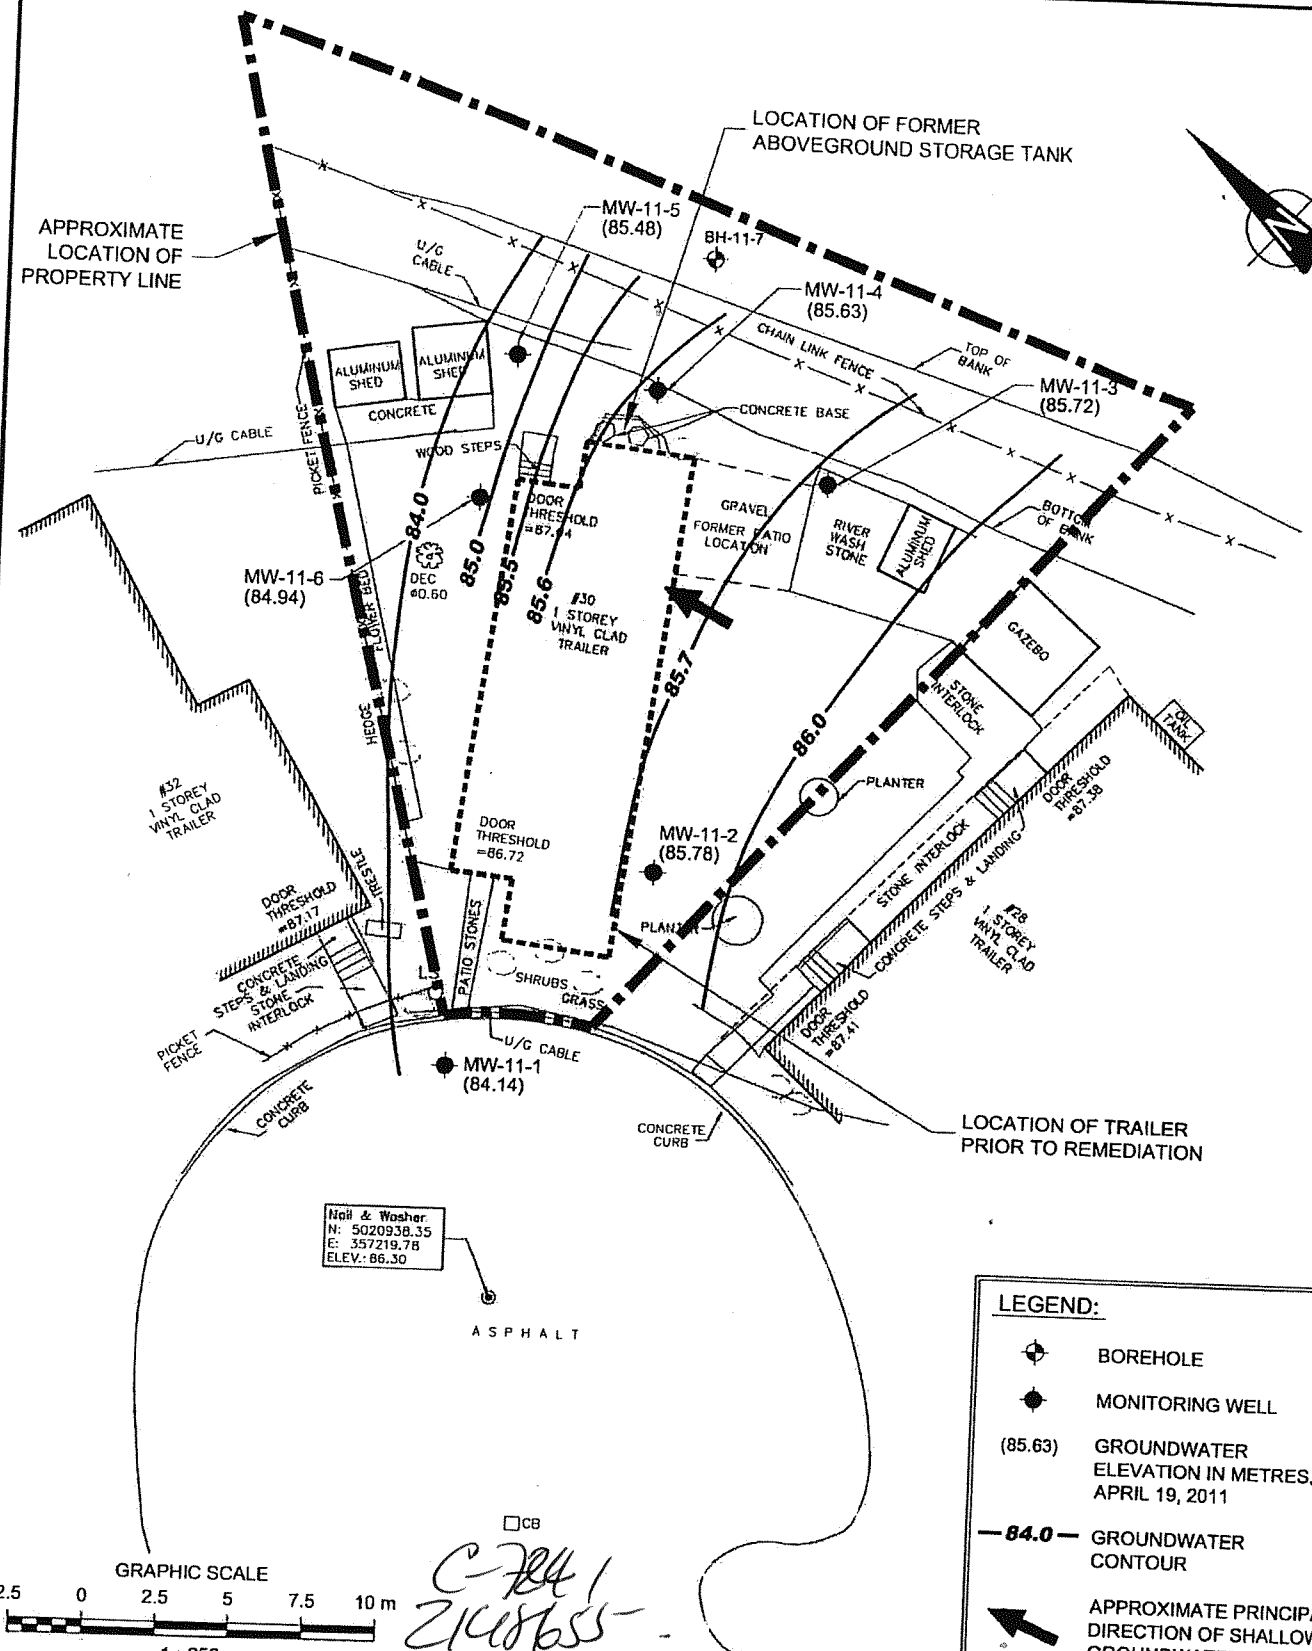 LOCATION OF FORMER
ABOVEGROUND STORAGE TANK
APPROXIMATE
LOCATION OF
PROPERTY LINE
MW-11-5
(85.48)
BH-11-7
U/G
CABLE
MW-11-4
(85.63)
CHAIN LINK FENCE
TOP OF
BANK
MW-11-3
(85.72)
ALUMINUM
SHED
ALUMINUM
SHED
CONCRETE
CONCRETE BASE
U/G CABLE
PICKET FENCE
WOOD STEPS
DOOR
THRESHOLD
GRAVEL
FORMER PATIO
LOCATION
RIVER
WASH
STONE
ALUMINUM
SHED
BOTTOM
OF BANK
84.0
85.0
85.5
85.6
MW-11-6
(84.94)
DEC
ø0.60
FLOWER BED
#30
1 STOREY
VINYL CLAD
TRAILER
GAZEBO
85.7
86.0
STONE
INTERLOCK
OIL
TANK
HEDGE
#32
1 STOREY
VINYL CLAD
TRAILER
PLANTER
DOOR
THRESHOLD
=87.38
DOOR
THRESHOLD
=86.72
MW-11-2
(85.78)
STONE INTERLOCK
CONCRETE STEPS & LANDING
TRESTLE
DOOR
THRESHOLD
=87.17
PLANTER
#28
1 STOREY
VINYL CLAD
TRAILER
PATIO STONES
CONCRETE
STEPS & LANDING
STONE
INTERLOCK
SHRUBS
GRASS
DOOR
THRESHOLD
=87.41
PICKET
FENCE
U/G CABLE
MW-11-1
(84.14)
CONCRETE
CURB
CONCRETE
CURB
LOCATION OF TRAILER
PRIOR TO REMEDIATION
Nail & Washer
N: 5020938.35
E: 357219.78
ELEV.: 86.30
ASPHALT
CB
LEGEND:
BOREHOLE
MONITORING WELL
(85.63) GROUNDWATER
ELEVATION IN METRES,
APRIL 19, 2011
84.0 GROUNDWATER
CONTOUR
APPROXIMATE
DIRECTION OF SHALLOW
GRAPHIC SCALE
2.5 0 2.5 5 7.5 10 m